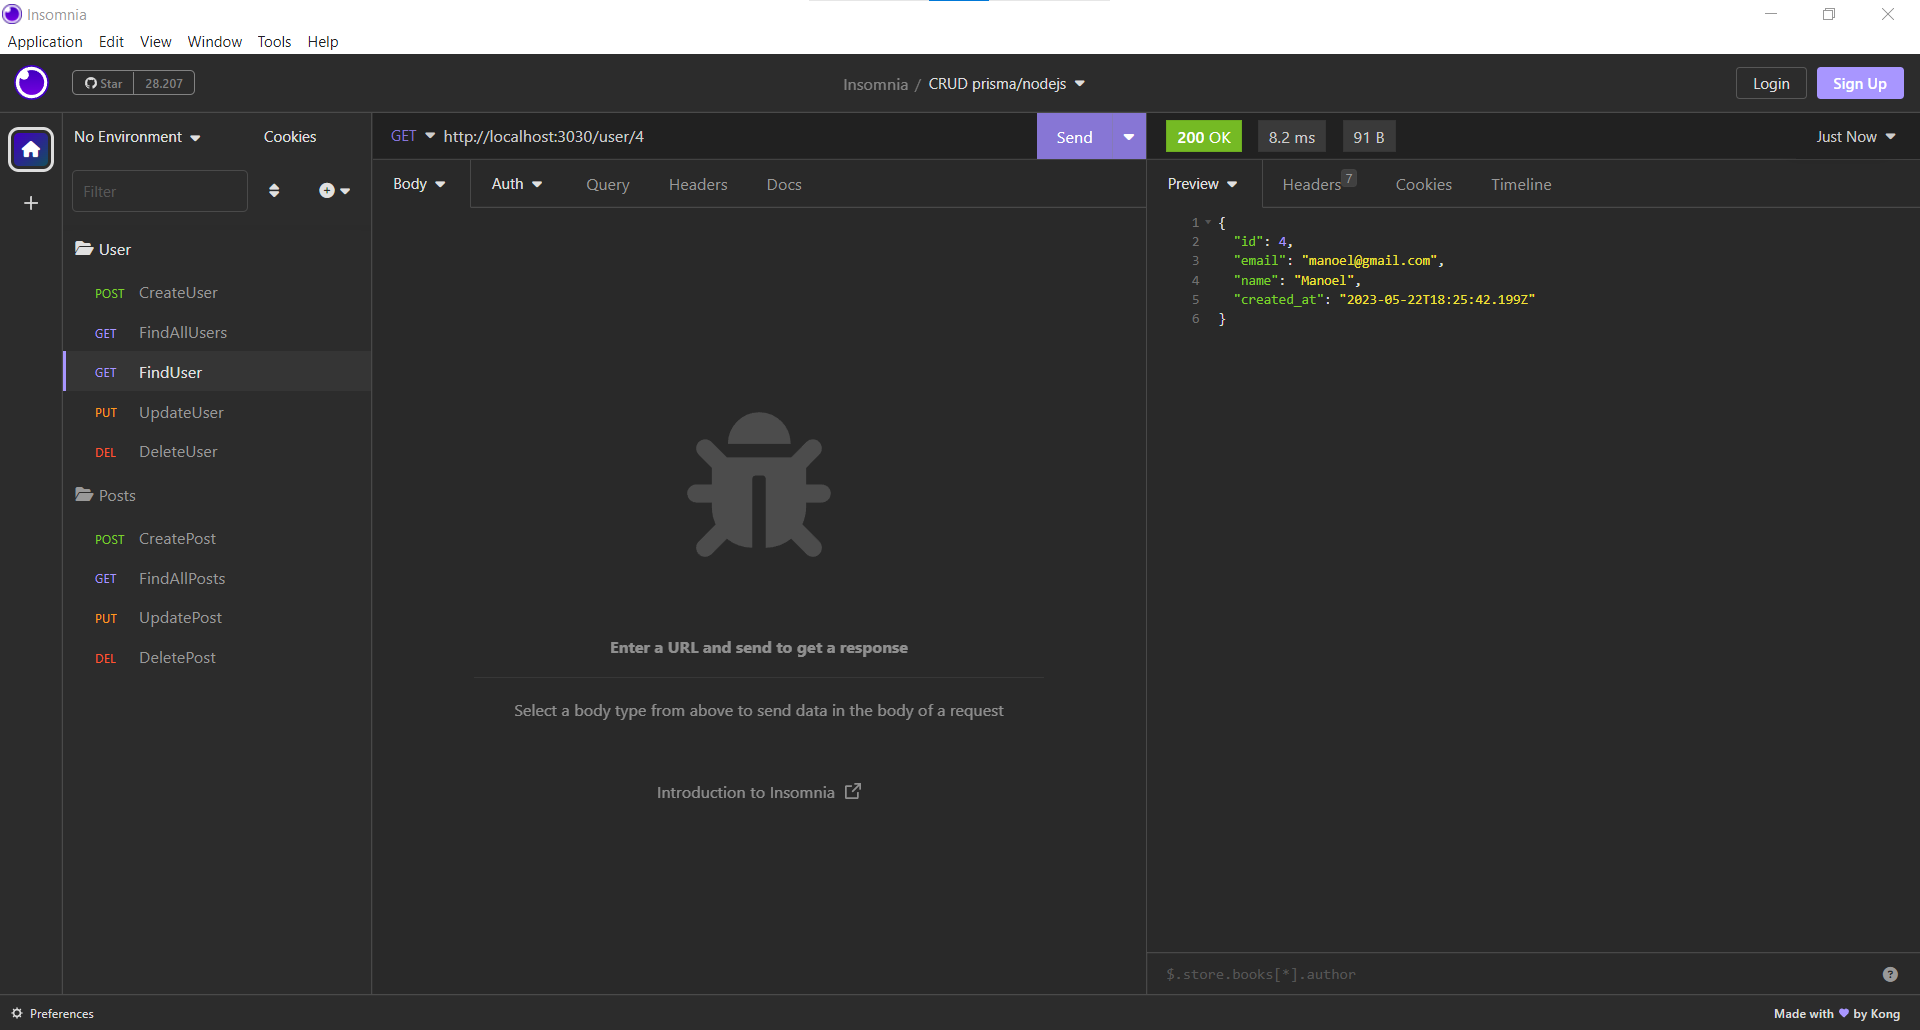 Insomnia
Application Edit View Window Tools Help
Star 28.207
Insomnia / CRUD prisma/nodejs
Login Sign Up
No Environment Cookies
Filter
User
POST CreateUser
GET FindAllUsers
GET FindUser
PUT UpdateUser
DEL DeleteUser
Posts
POST CreatePost
GET FindAllPosts
PUT UpdatePost
DEL DeletePost
GET http://localhost:3030/user/4
Send
Body Auth Query Headers Docs
Enter a URL and send to get a response
Select a body type from above to send data in the body of a request
Introduction to Insomnia
200 OK 8.2 ms 91 B Just Now
Preview Headers 7 Cookies Timeline
1 {
2 "id": 4,
3 "email": "manoel@gmail.com",
4 "name": "Manoel",
5 "created_at": "2023-05-22T18:25:42.199Z"
6 }
$.store.books[*].author
?
Preferences
Made with 💜 by Kong